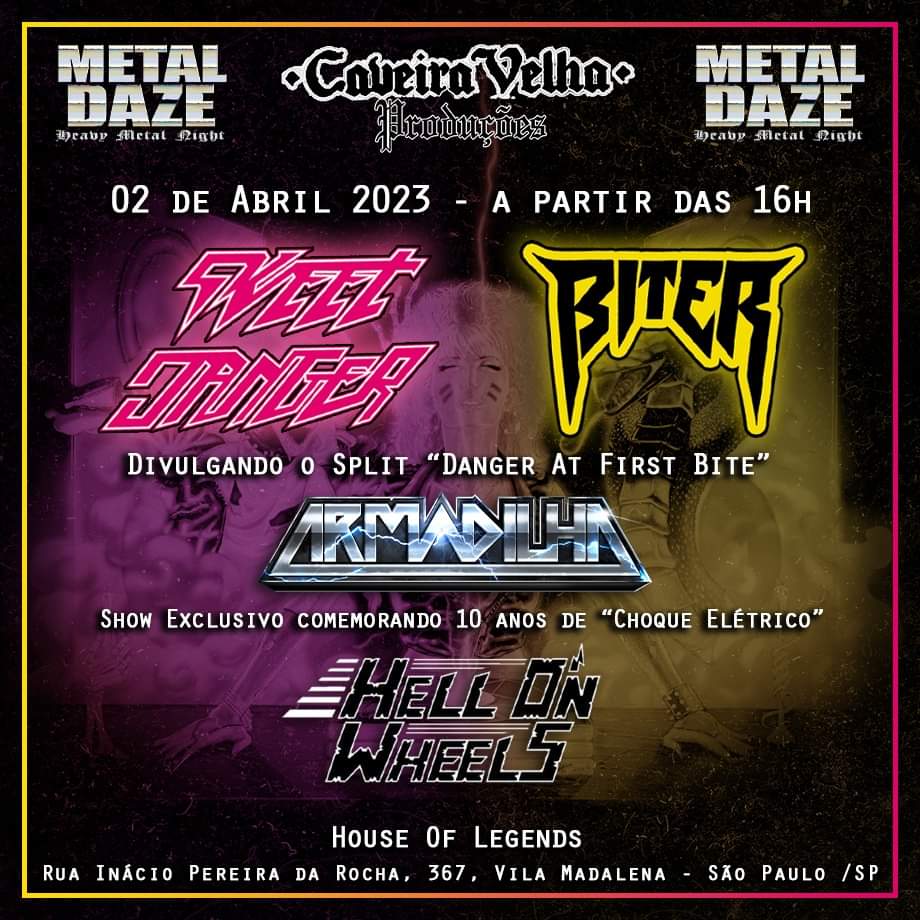 METAL DAZE
Heavy Metal Night
Caveira Velha
Produções
METAL DAZE
Heavy Metal Night
02 de Abril 2023 - a partir das 16h
SWEET
DANGER
BITER
Divulgando o Split “Danger At First Bite”
ARMADILHA
Show Exclusivo comemorando 10 anos de “Choque Elétrico”
HELL ON
WHEELS
House Of Legends
Rua Inácio Pereira da Rocha, 367, Vila Madalena - São Paulo /SP